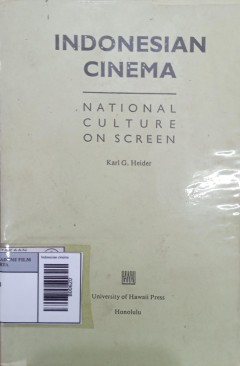 INDONESIAN
CINEMA
NATIONAL
CULTURE
ON SCREEN
Karl G. Heider
University of Hawaii Press
Honolulu